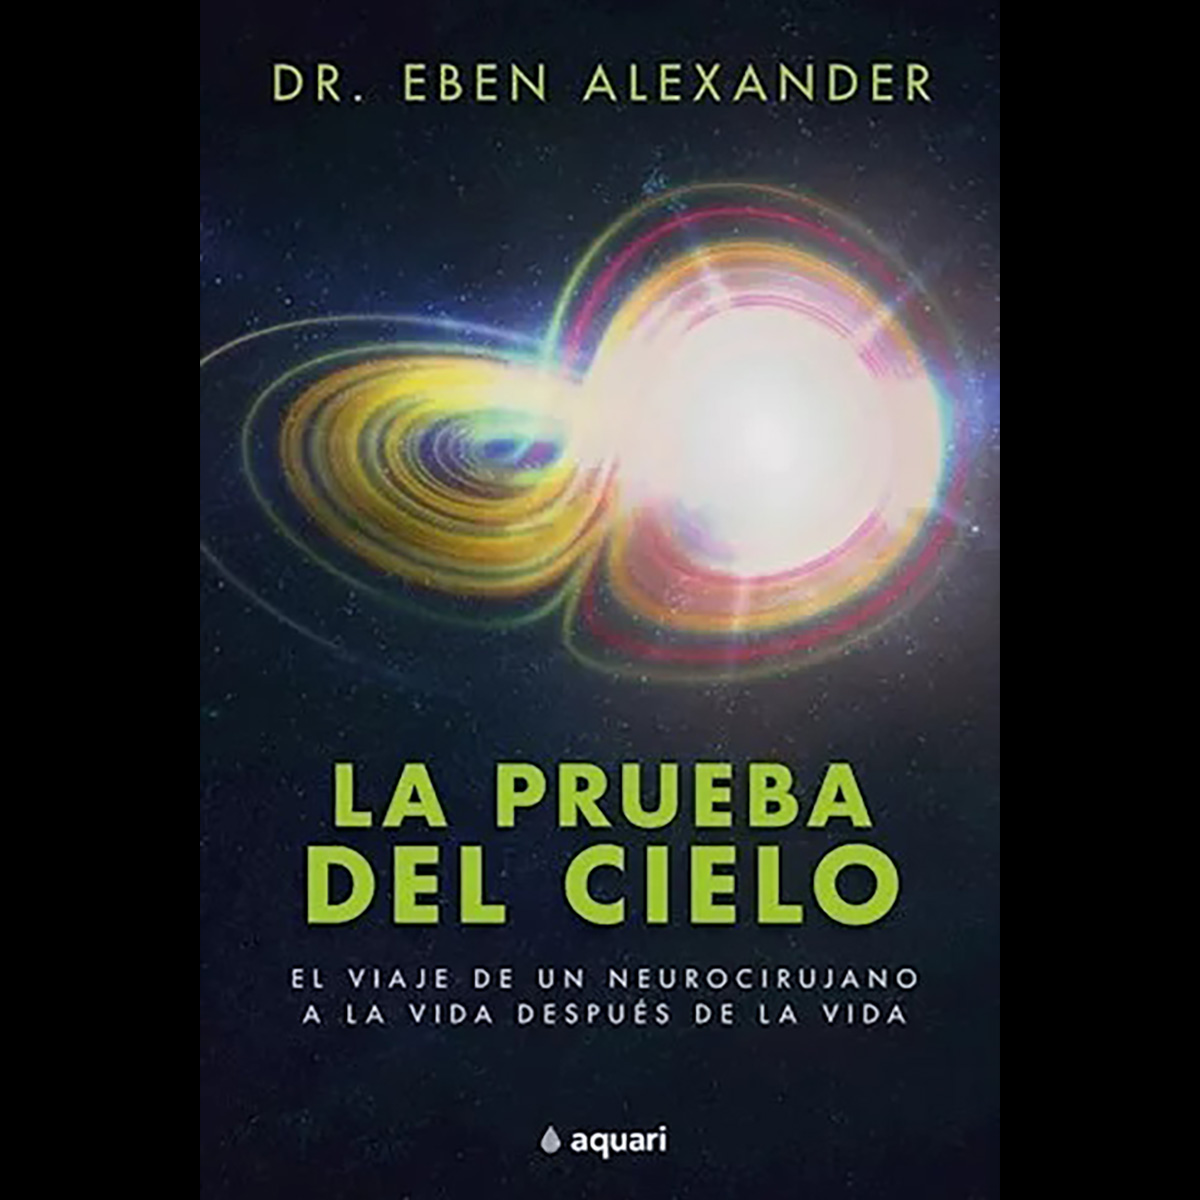 DR. EBEN ALEXANDER
LA PRUEBA
DEL CIELO
EL VIAJE DE UN NEUROCIRUJANO
A LA VIDA DESPUÉS DE LA VIDA
aquari